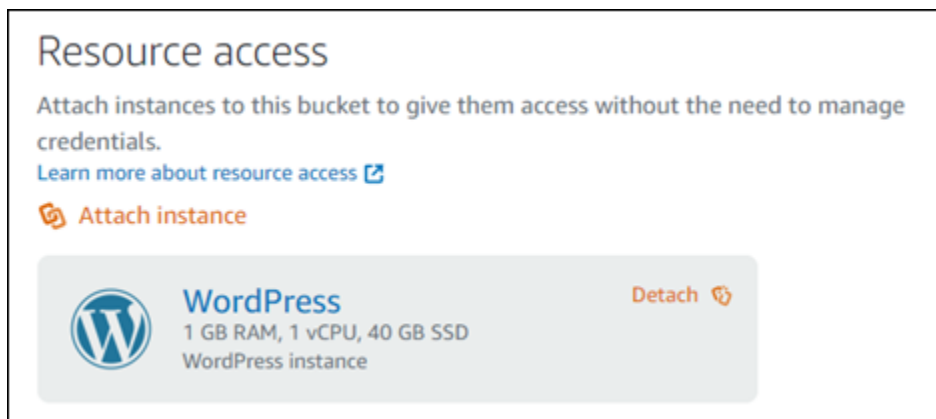 Resource access
Attach instances to this bucket to give them access without the need to manage
credentials.
Learn more about resource access
Attach instance
WordPress
Detach
1 GB RAM, 1 vCPU, 40 GB SSD
WordPress instance